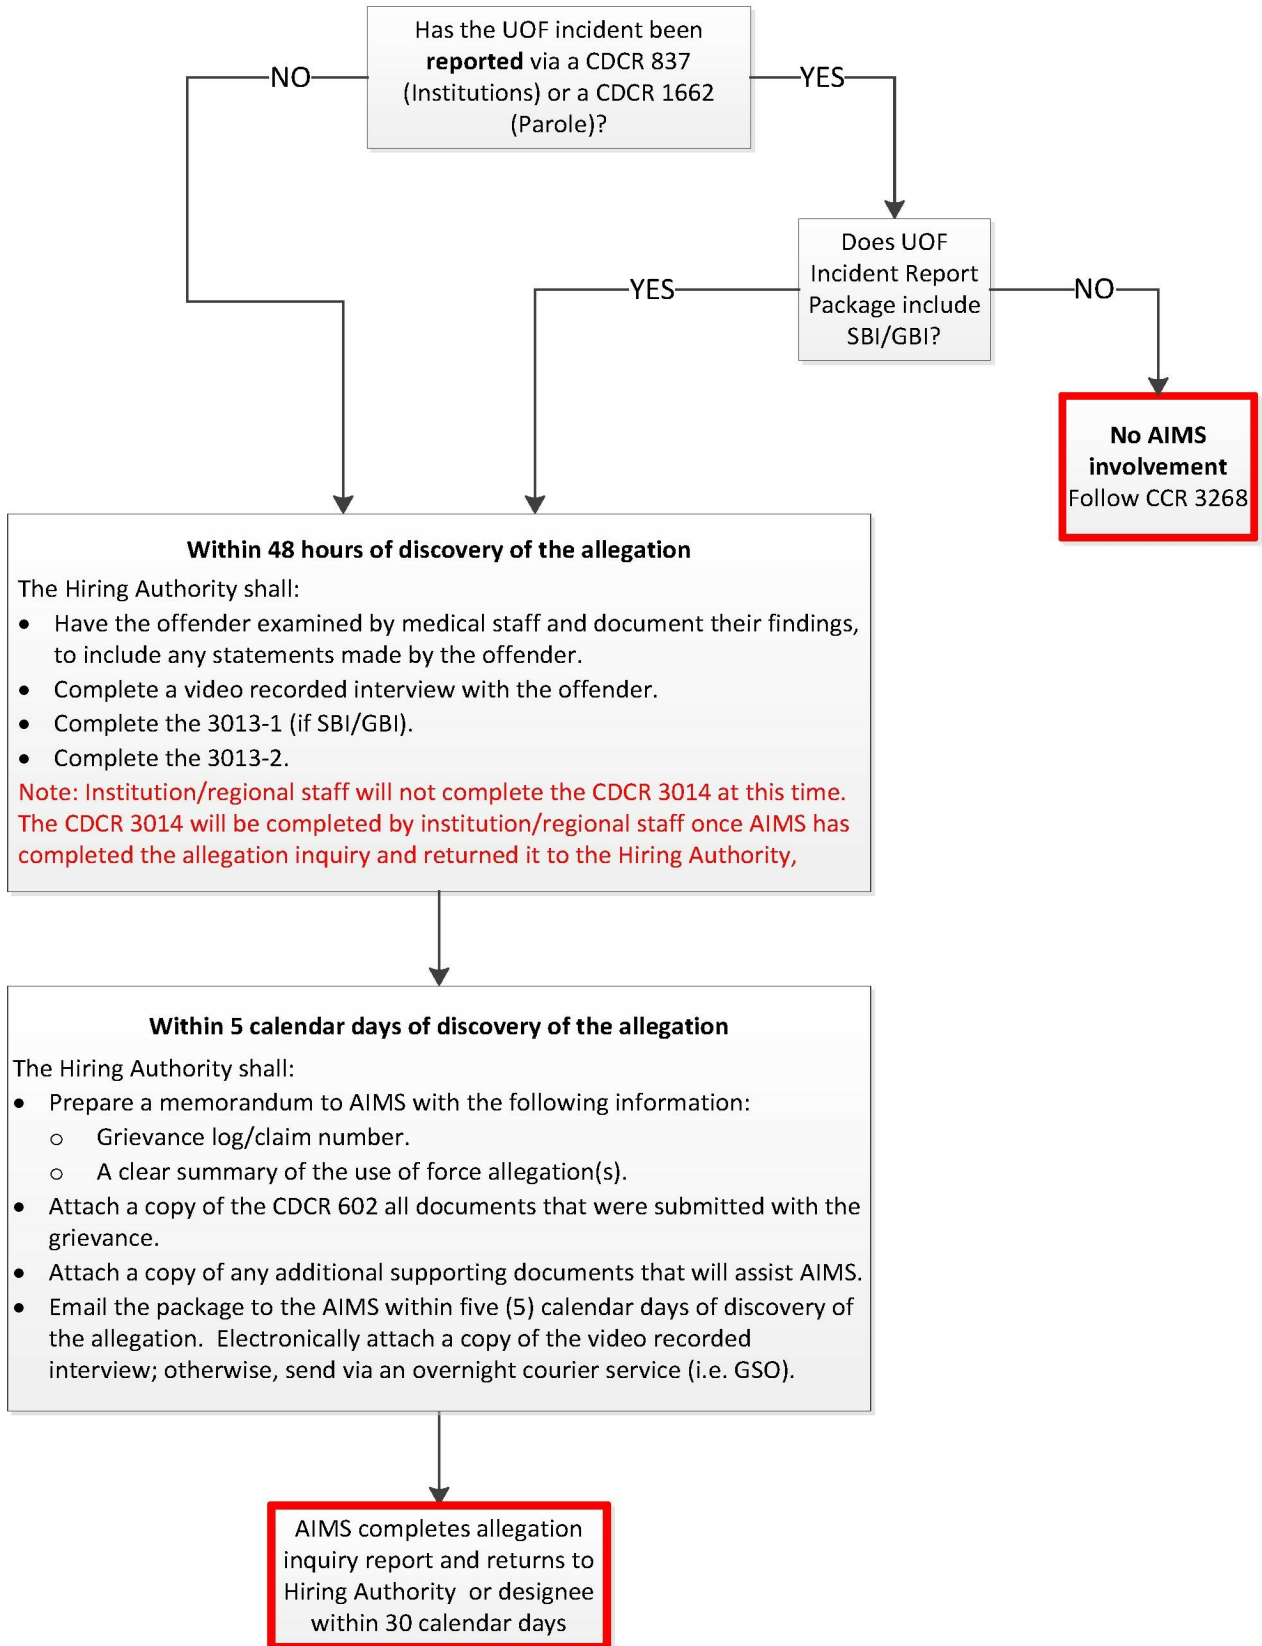 Has the UOF incident been
reported via a CDCR 837
(Institutions) or a CDCR 1662
(Parole)?
NO
YES
Does UOF
Incident Report
Package include
SBI/GBI?
YES
NO
No AIMS
involvement
Follow CCR 3268
Within 48 hours of discovery of the allegation
The Hiring Authority shall:
• Have the offender examined by medical staff and document their findings,
to include any statements made by the offender.
• Complete a video recorded interview with the offender.
• Complete the 3013-1 (if SBI/GBI).
• Complete the 3013-2.
Note: Institution/regional staff will not complete the CDCR 3014 at this time.
The CDCR 3014 will be completed by institution/regional staff once AIMS has
completed the allegation inquiry and returned it to the Hiring Authority,
Within 5 calendar days of discovery of the allegation
The Hiring Authority shall:
• Prepare a memorandum to AIMS with the following information:
o Grievance log/claim number.
o A clear summary of the use of force allegation(s).
• Attach a copy of the CDCR 602 all documents that were submitted with the
grievance.
• Attach a copy of any additional supporting documents that will assist AIMS.
• Email the package to the AIMS within five (5) calendar days of discovery of
the allegation.  Electronically attach a copy of the video recorded
interview; otherwise, send via an overnight courier service (i.e. GSO).
AIMS completes allegation
inquiry report and returns to
Hiring Authority  or designee
within 30 calendar days